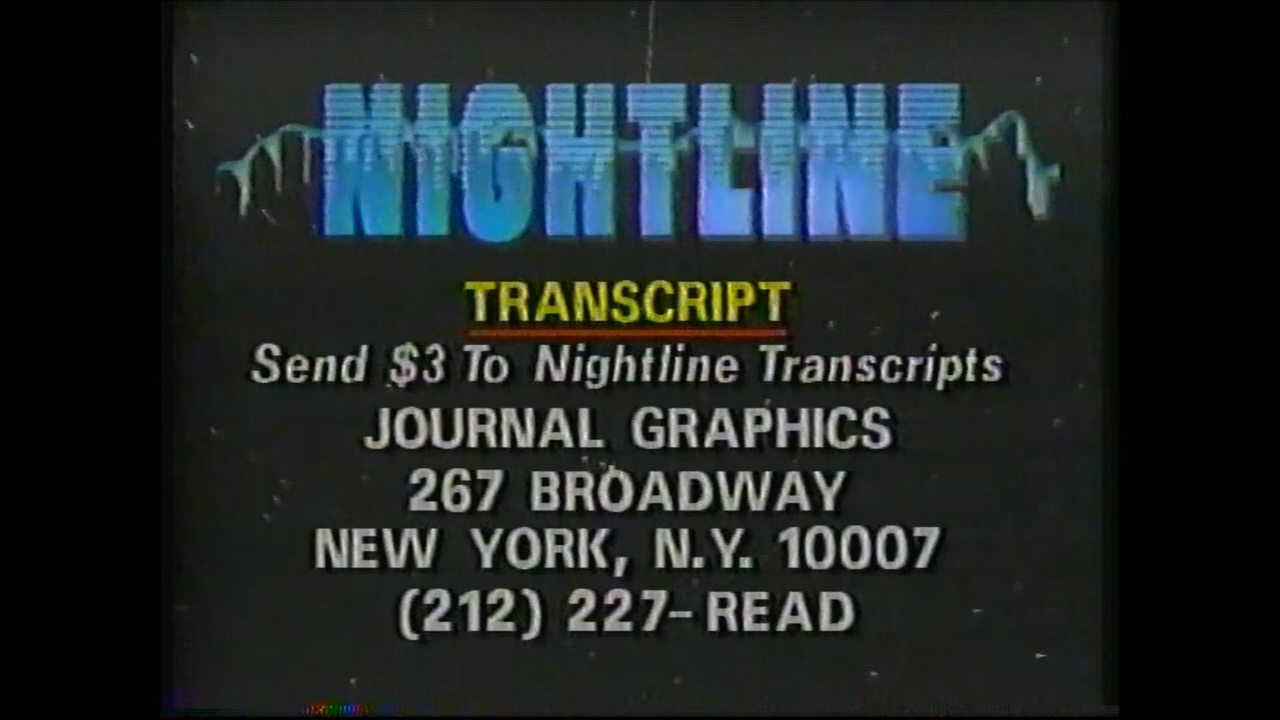 NIGHTLINE
TRANSCRIPT
Send $3 To Nightline Transcripts
JOURNAL GRAPHICS
267 BROADWAY
NEW YORK, N.Y. 10007
(212) 227-READ